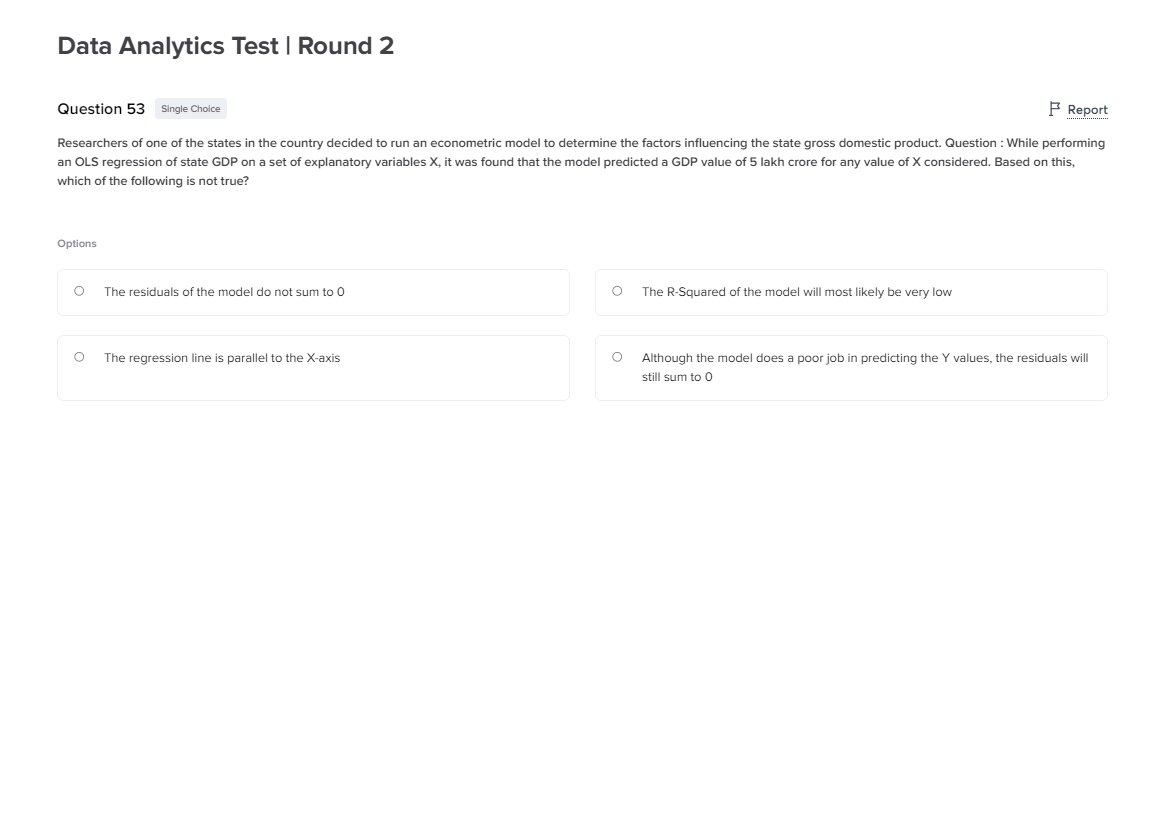 Data Analytics Test | Round 2
Question 53
Single Choice
Report
Researchers of one of the states in the country decided to run an econometric model to determine the factors influencing the state gross domestic product. Question : While performing
an OLS regression of state GDP on a set of explanatory variables X, it was found that the model predicted a GDP value of 5 lakh crore for any value of X considered. Based on this,
which of the following is not true?
Options
The residuals of the model do not sum to 0
The R-Squared of the model will most likely be very low
The regression line is parallel to the X-axis
Although the model does a poor job in predicting the Y values, the residuals will
still sum to 0